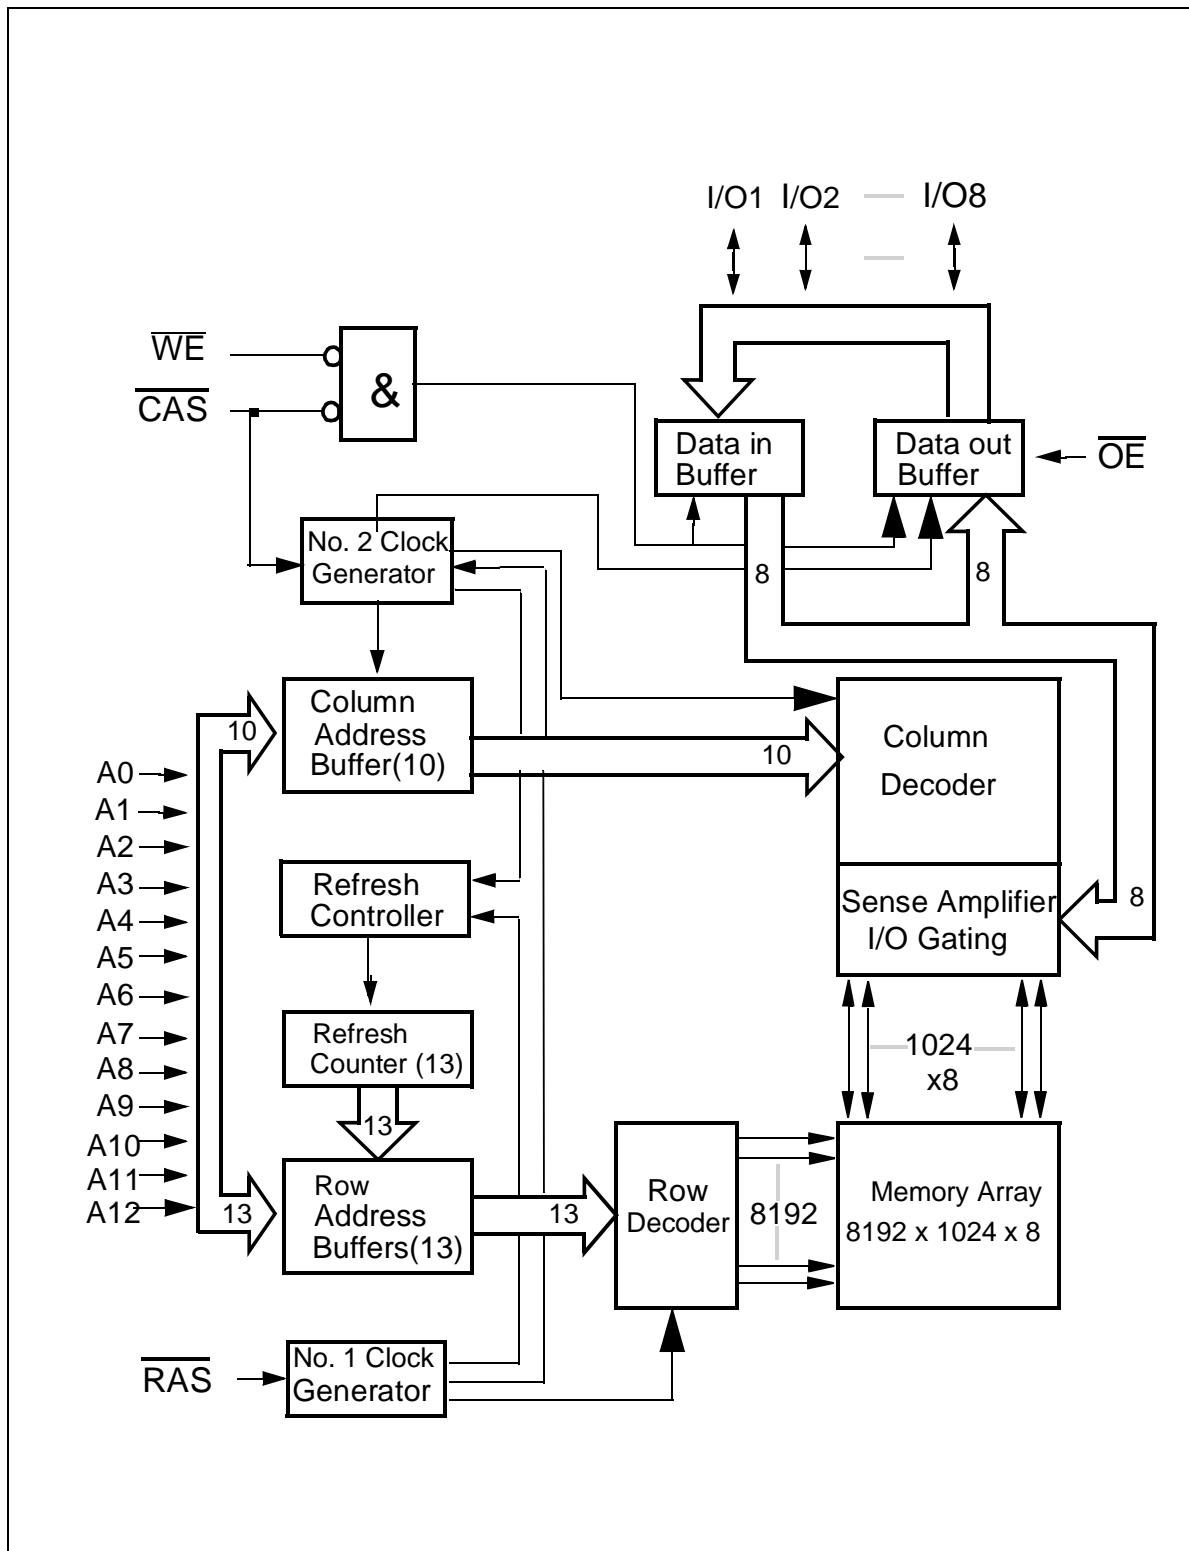 I/O1 I/O2 I/O8
WE
CAS
&
Data in
Buffer
Data out
Buffer
OE
No. 2 Clock
Generator
8
8
Column
Address
Buffer(10)
10
10
Column
Decoder
A0
A1
A2
A3
A4
A5
A6
A7
A8
A9
A10
A11
A12
Refresh
Controller
Sense Amplifier
I/O Gating
8
Refresh
Counter (13)
1024
x8
13
Row
Address
Buffers(13)
13
13
Row
Decoder
8192
Memory Array
8192 x 1024 x 8
RAS
No. 1 Clock
Generator